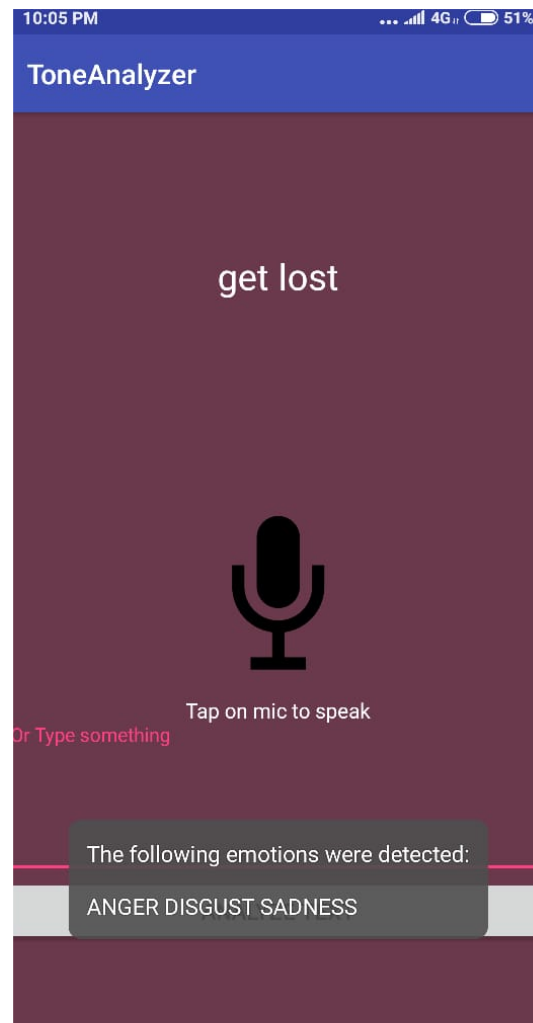 10:05 PM 4G 51%
ToneAnalyzer
get lost
Tap on mic to speak
Or Type something
The following emotions were detected:
ANGER DISGUST SADNESS